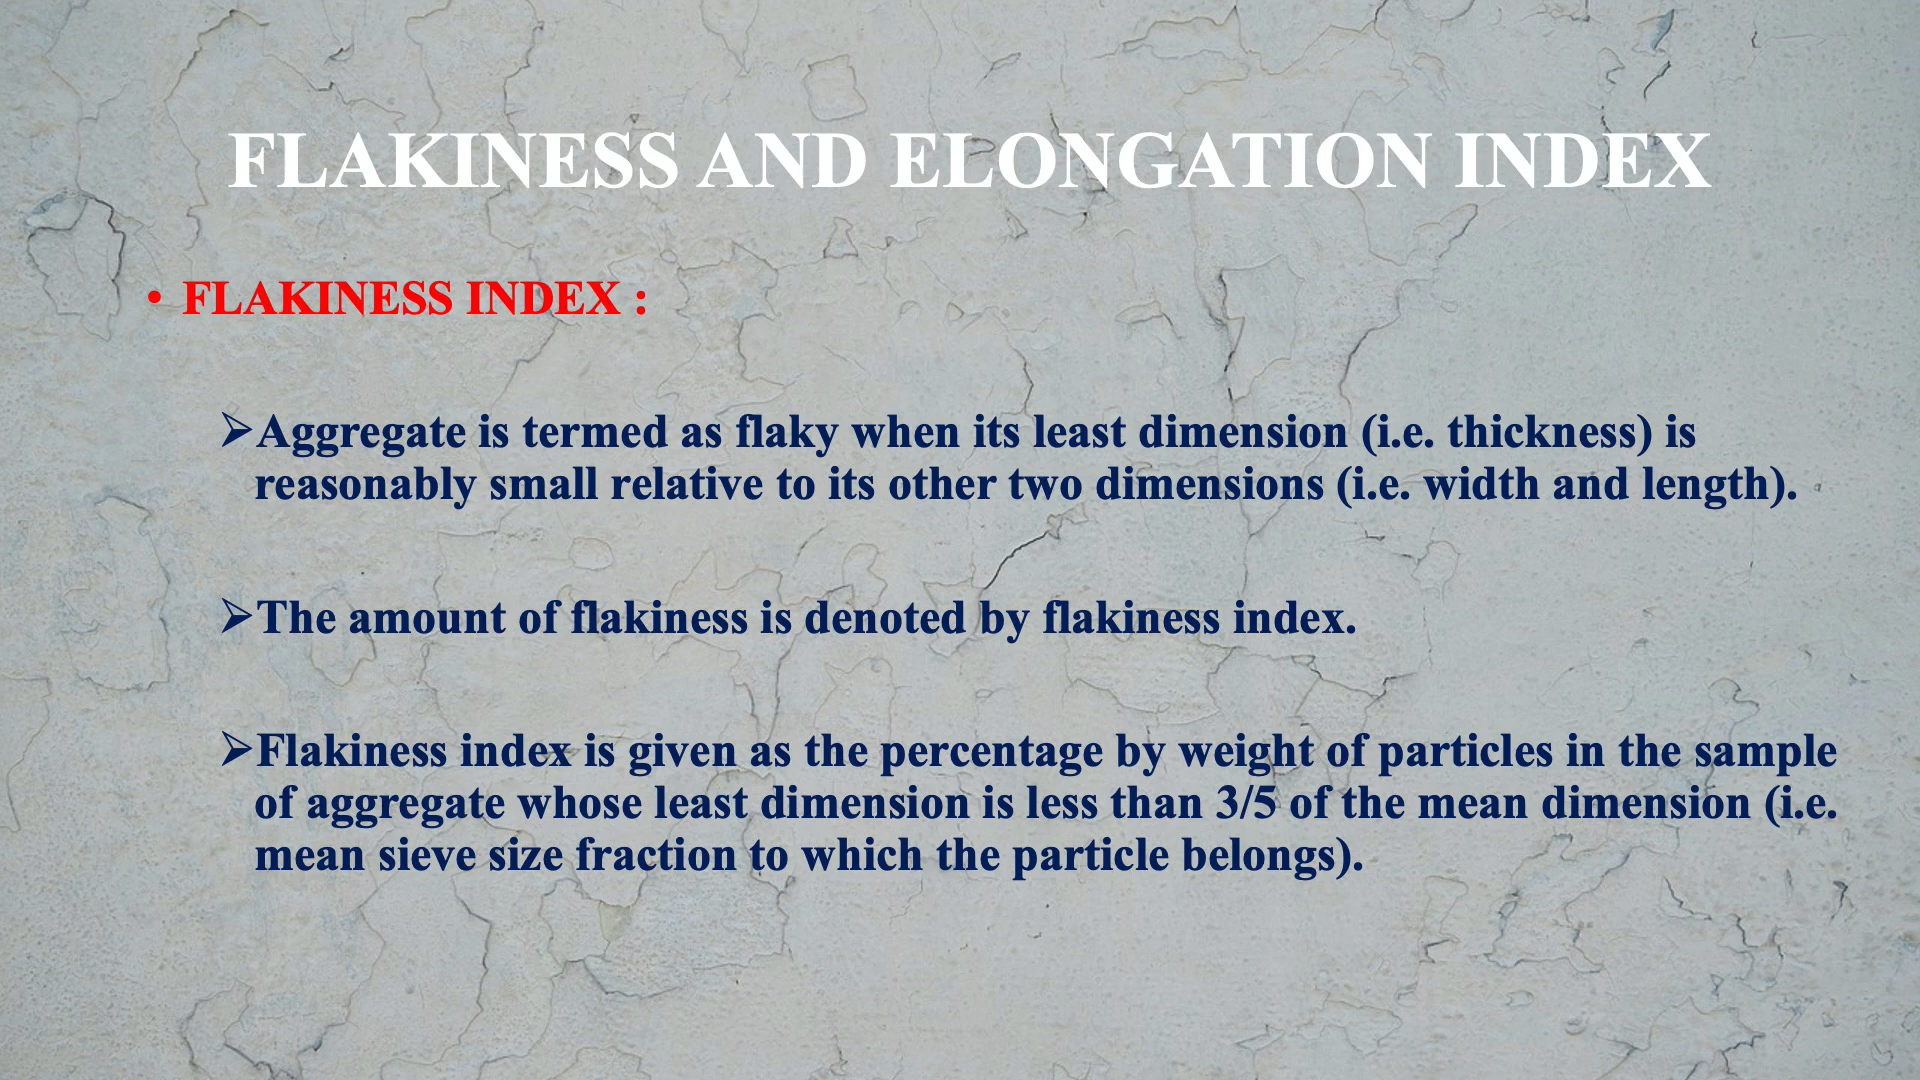 FLAKINESS AND ELONGATION INDEX
• FLAKINESS INDEX :
➢Aggregate is termed as flaky when its least dimension (i.e. thickness) is
reasonably small relative to its other two dimensions (i.e. width and length).
➢The amount of flakiness is denoted by flakiness index.
➢Flakiness index is given as the percentage by weight of particles in the sample
of aggregate whose least dimension is less than 3/5 of the mean dimension (i.e.
mean sieve size fraction to which the particle belongs).